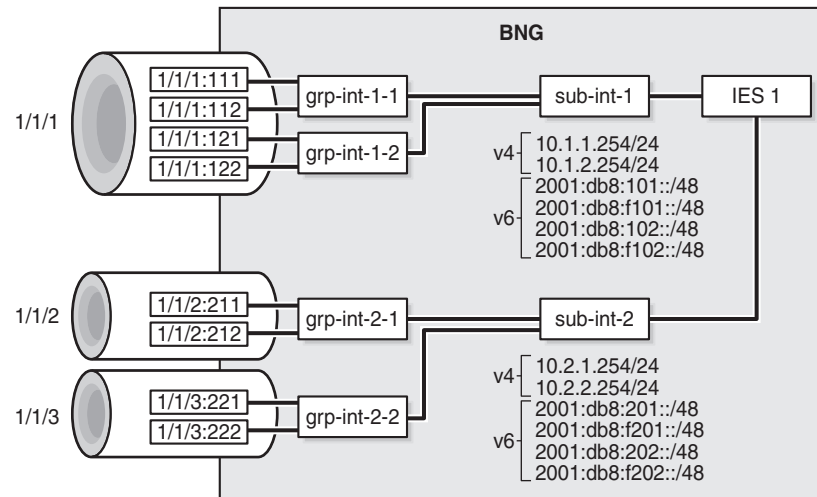 BNG
1/1/1
1/1/1:111
1/1/1:112
1/1/1:121
1/1/1:122
grp-int-1-1
grp-int-1-2
sub-int-1
IES 1
v4
10.1.1.254/24
10.1.2.254/24
v6
2001:db8:101::/48
2001:db8:f101::/48
2001:db8:102::/48
2001:db8:f102::/48
1/1/2
1/1/2:211
1/1/2:212
grp-int-2-1
sub-int-2
1/1/3
1/1/3:221
1/1/3:222
grp-int-2-2
v4
10.2.1.254/24
10.2.2.254/24
v6
2001:db8:201::/48
2001:db8:f201::/48
2001:db8:202::/48
2001:db8:f202::/48